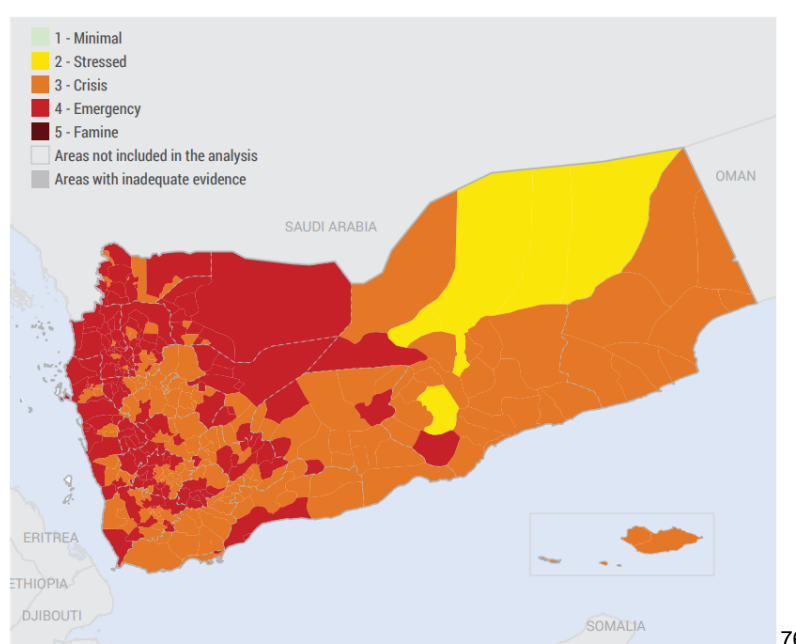 1 - Minimal
2 - Stressed
3 - Crisis
4 - Emergency
5 - Famine
Areas not included in the analysis
Areas with inadequate evidence
OMAN
SAUDI ARABIA
ERITREA
ETHIOPIA
DJIBOUTI
SOMALIA